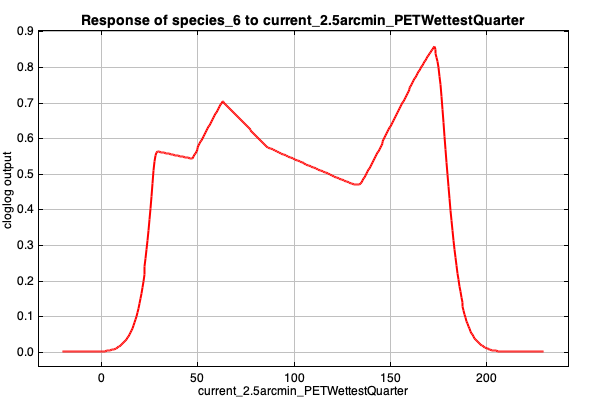 Response of species_6 to current_2.5arcmin_PETWettestQuarter
0.9
0.8
0.7
0.6
0.5
0.4
0.3
0.2
0.1
0.0
cloglog output
0 50 100 150 200
current_2.5arcmin_PETWettestQuarter